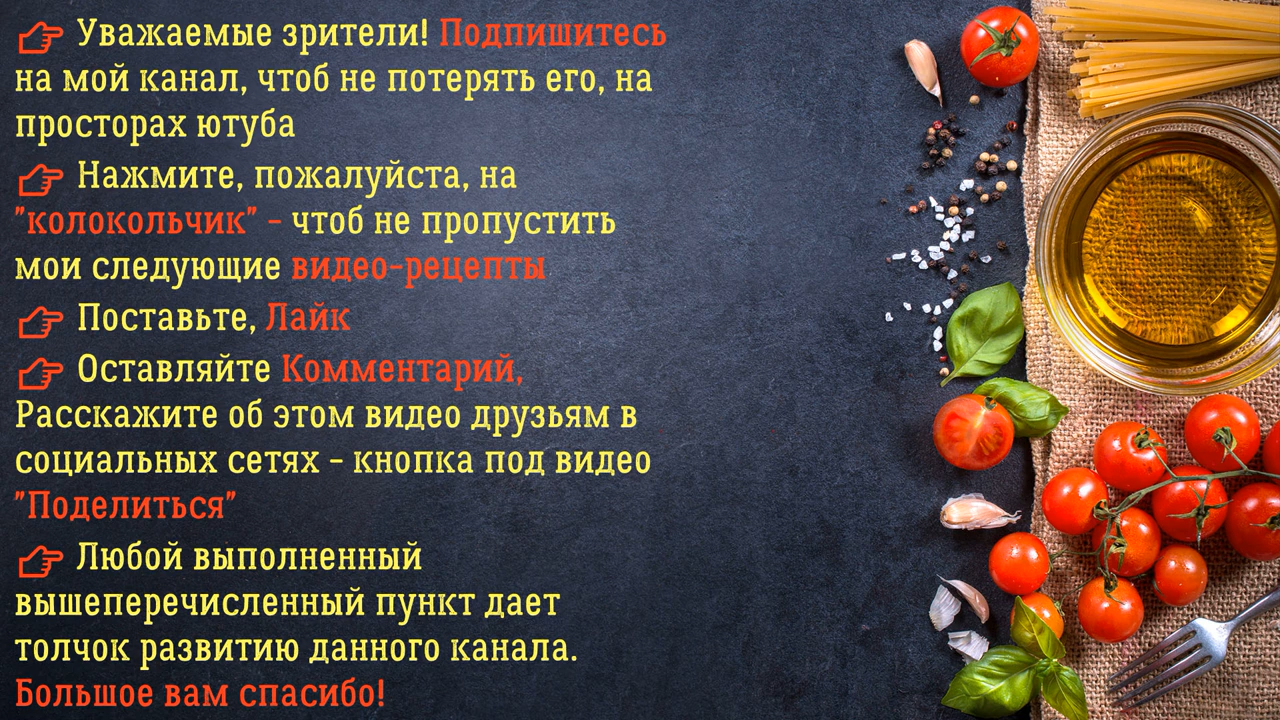 👉 Уважаемые зрители! Подпишитесь
на мой канал, чтоб не потерять его, на
просторах ютуба
👉 Нажмите, пожалуйста, на
"колокольчик" - чтоб не пропустить
мои следующие видео-рецепты
👉 Поставьте, Лайк
👉 Оставляйте Комментарий,
Расскажите об этом видео друзьям в
социальных сетях - кнопка под видео
"Поделиться"
👉 Любой выполненный
вышеперечисленный пункт дает
толчок развитию данного канала.
Большое вам спасибо!